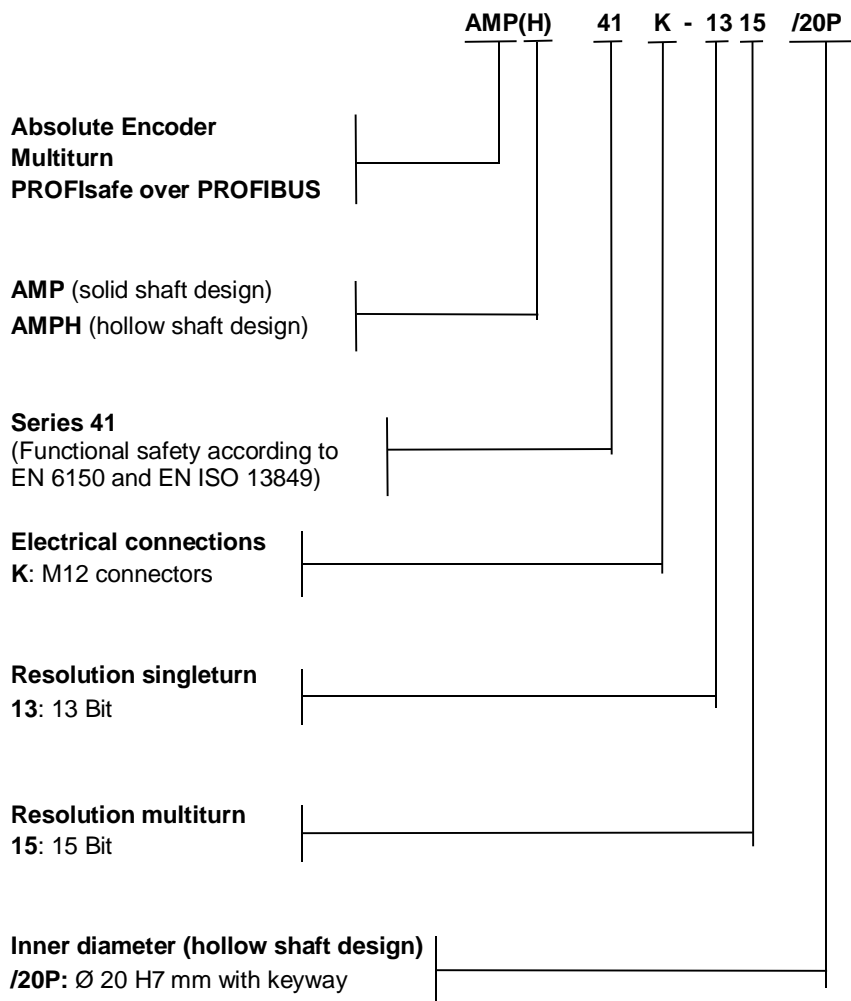 AMP(H) 41 K - 13 15 /20P
Absolute Encoder
Multiturn
PROFIsafe over PROFIBUS
AMP (solid shaft design)
AMPH (hollow shaft design)
Series 41
(Functional safety according to
EN 6150 and EN ISO 13849)
Electrical connections
K: M12 connectors
Resolution singleturn
13: 13 Bit
Resolution multiturn
15: 15 Bit
Inner diameter (hollow shaft design)
/20P: Ø 20 H7 mm with keyway